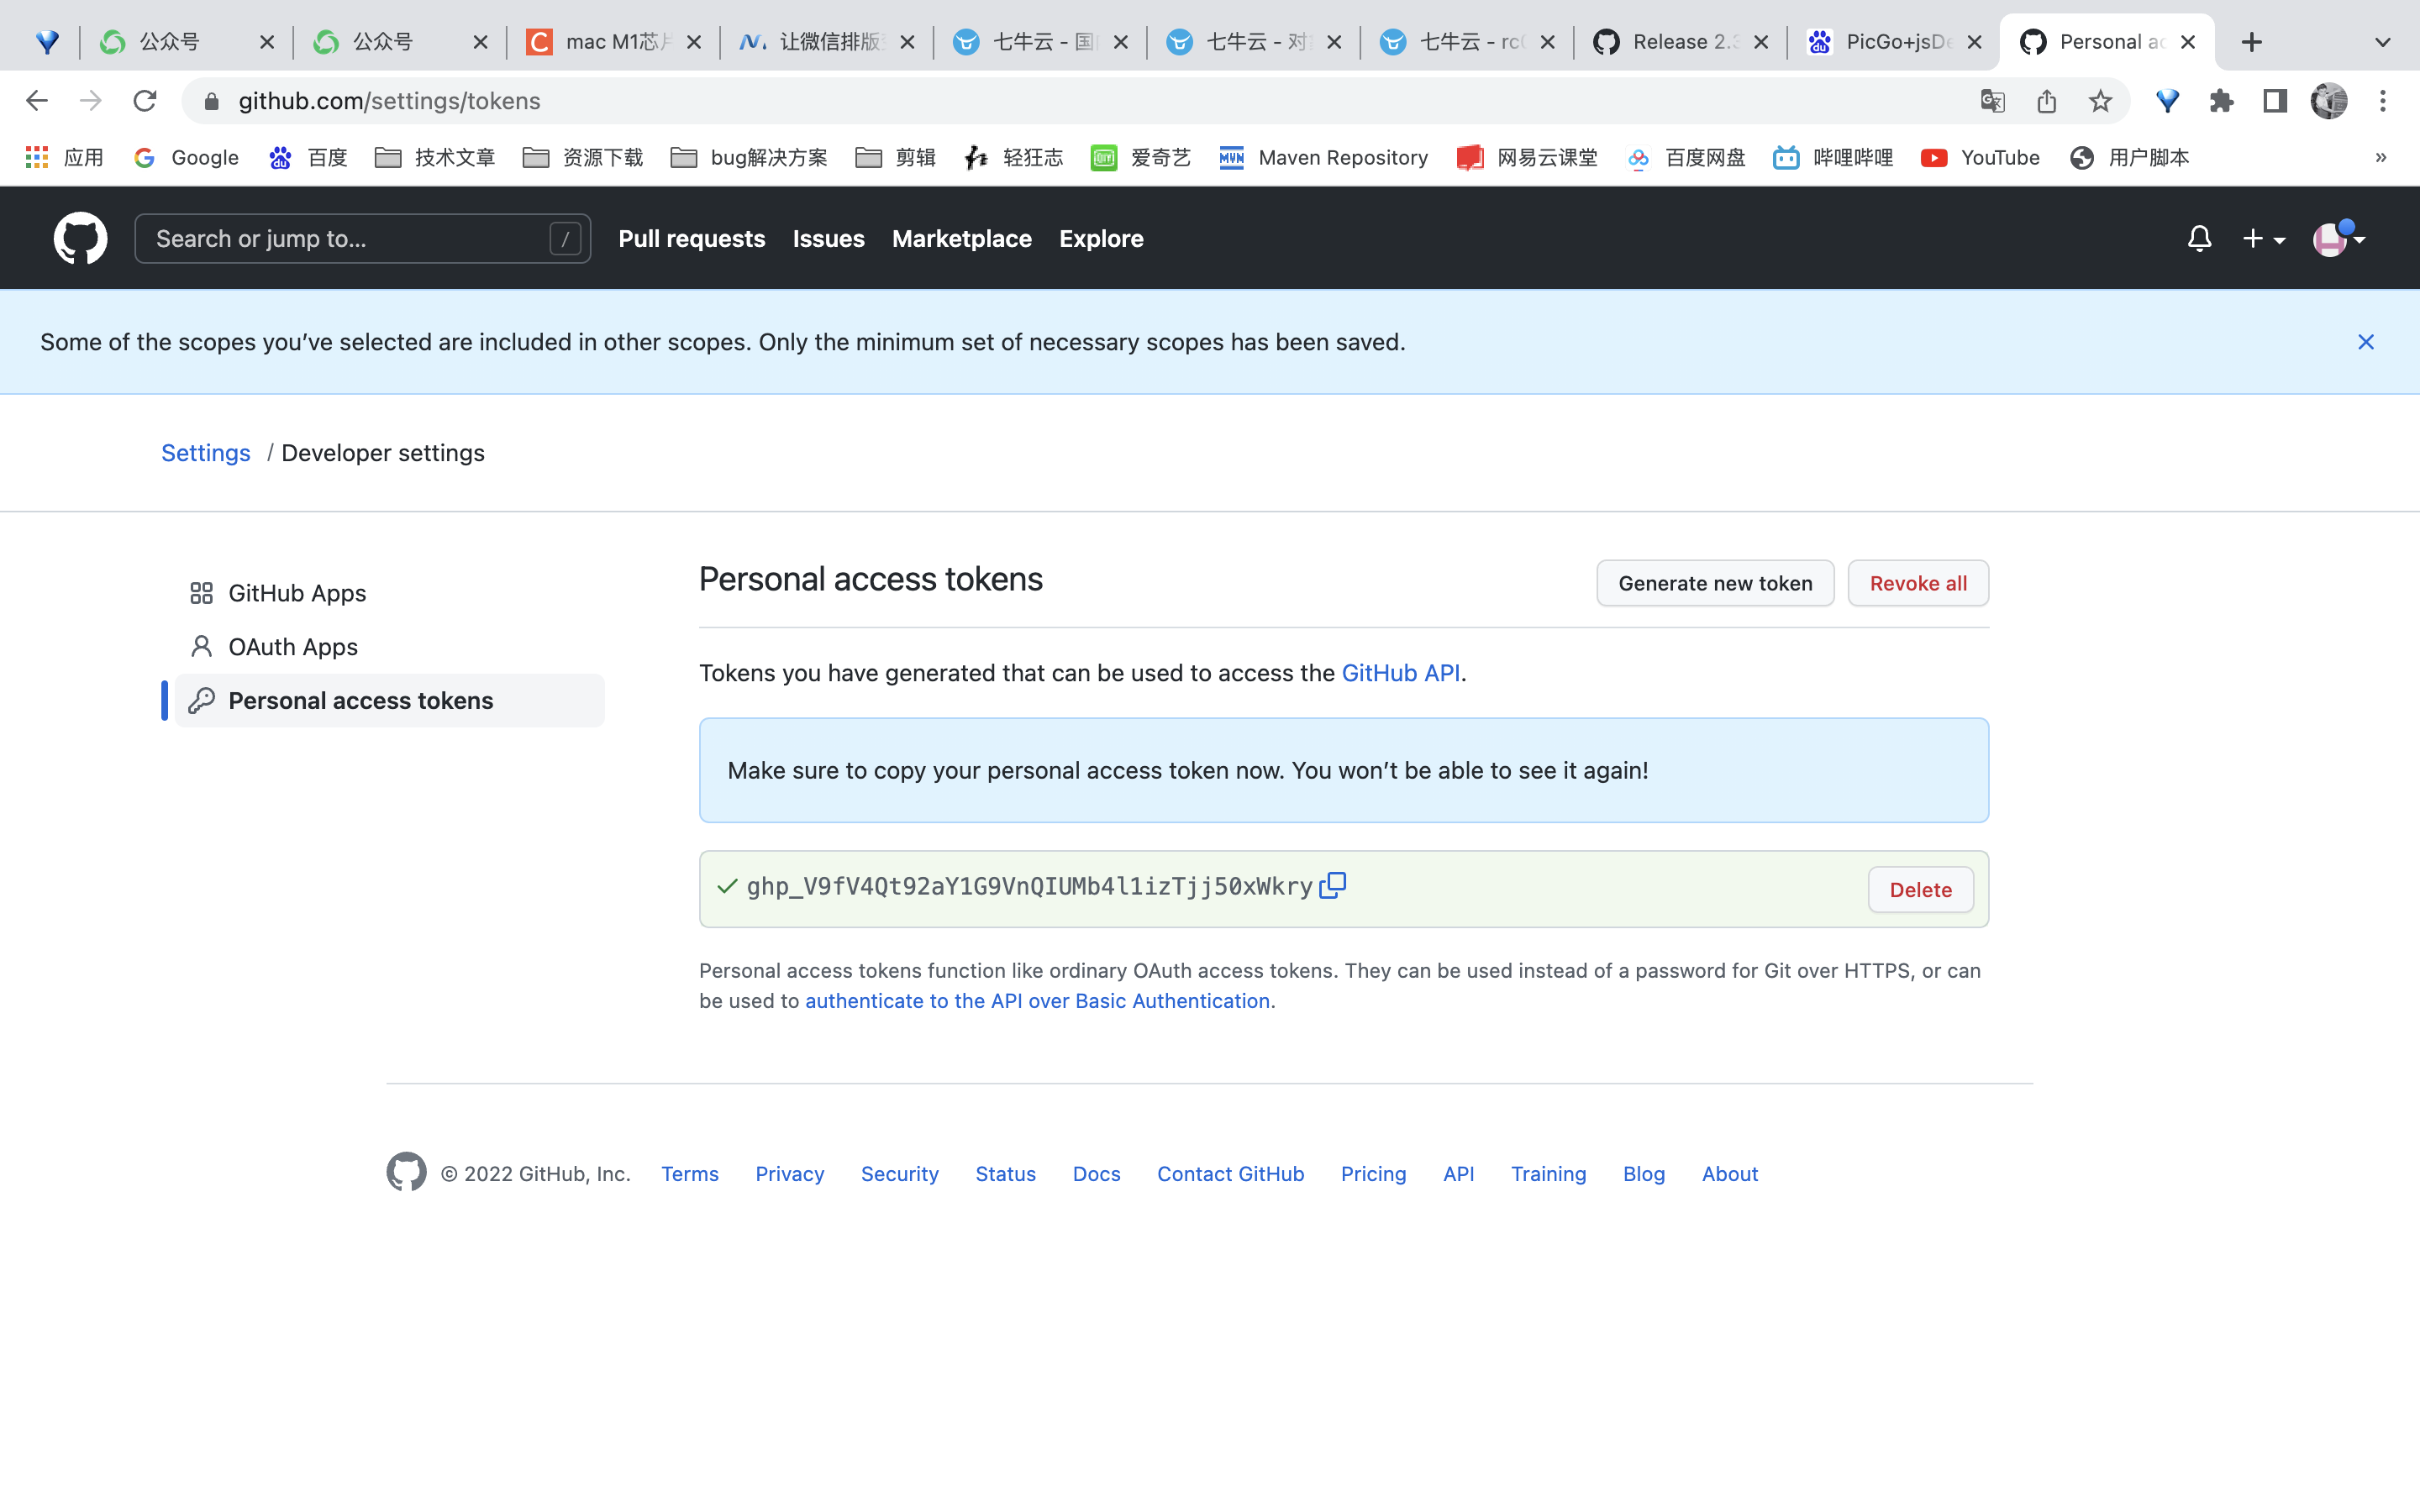 公众号
公众号
mac M1芯
让微信排版
七牛云 - 国
七牛云 - 对
七牛云 - rc
Release 2.
PicGo+jsDe
Personal ac
github.com/settings/tokens
应用
Google
百度
技术文章
资源下载
bug解决方案
剪辑
轻狂志
爱奇艺
Maven Repository
网易云课堂
百度网盘
哔哩哔哩
YouTube
用户脚本
»
Search or jump to...
/
Pull requests
Issues
Marketplace
Explore
Some of the scopes you’ve selected are included in other scopes. Only the minimum set of necessary scopes has been saved.
Settings / Developer settings
GitHub Apps
OAuth Apps
Personal access tokens
Personal access tokens
Generate new token
Revoke all
Tokens you have generated that can be used to access the GitHub API.
Make sure to copy your personal access token now. You won’t be able to see it again!
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
Delete
Personal access tokens function like ordinary OAuth access tokens. They can be used instead of a password for Git over HTTPS, or can
be used to authenticate to the API over Basic Authentication.
© 2022 GitHub, Inc.
Terms
Privacy
Security
Status
Docs
Contact GitHub
Pricing
API
Training
Blog
About